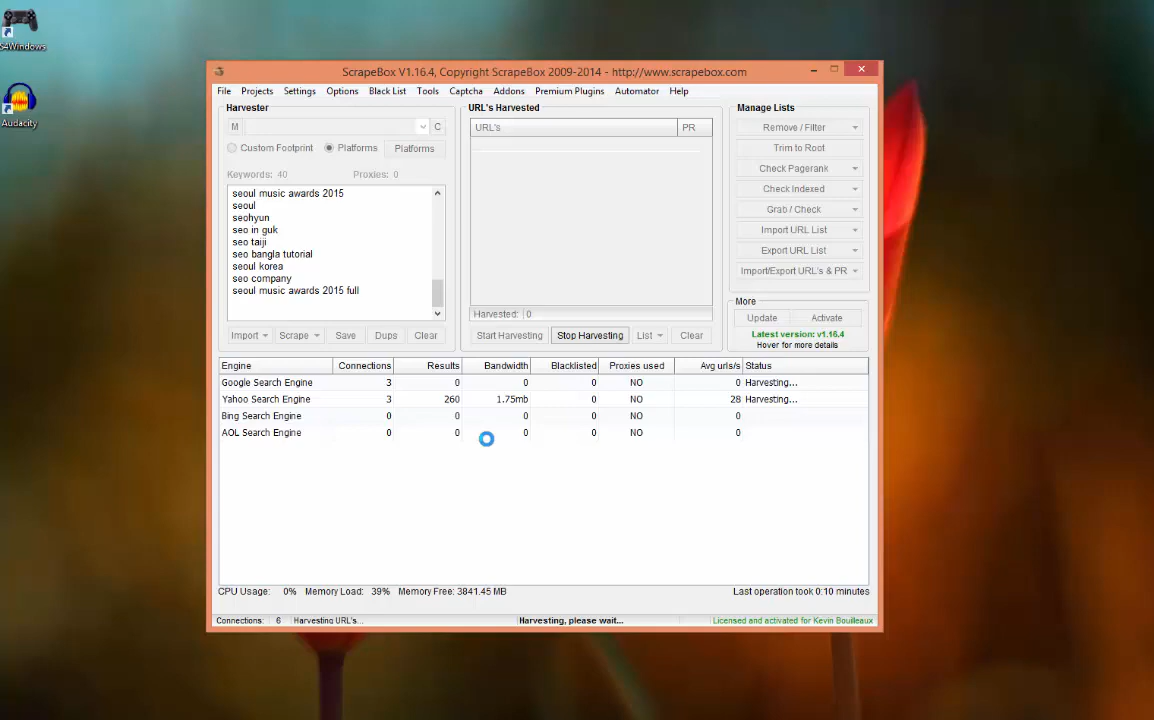 S4Windows
Audacity
ScrapeBox V1.16.4, Copyright ScrapeBox 2009-2014 - http://www.scrapebox.com
File Projects Settings Options Black List Tools Captcha Addons Premium Plugins Automator Help
Harvester
M C
Custom Footprint Platforms Platforms
Keywords: 40 Proxies: 0
seoul music awards 2015
seoul
seohyun
seo in guk
seo taiji
seo bangla tutorial
seoul korea
seo company
seoul music awards 2015 full
Import Scrape Save Dups Clear
URL's Harvested
URL's PR
Harvested: 0
Start Harvesting Stop Harvesting List Clear
Manage Lists
Remove / Filter
Trim to Root
Check Pagerank
Check Indexed
Grab / Check
Import URL List
Export URL List
Import/Export URL's & PR
More
Update Activate
Latest version: v1.16.4
Hover for more details
Engine Connections Results Bandwidth Blacklisted Proxies used Avg urls/s Status
Google Search Engine 3 0 0 0 NO 0 Harvesting...
Yahoo Search Engine 3 260 1.75mb 0 NO 28 Harvesting...
Bing Search Engine 0 0 0 0 NO 0
AOL Search Engine 0 0 0 0 NO 0
CPU Usage: 0% Memory Load: 39% Memory Free: 3841.45 MB Last operation took 0:10 minutes
Connections: 6 Harvesting URL's... Harvesting, please wait... Licensed and activated for Kevin Bouilleaux